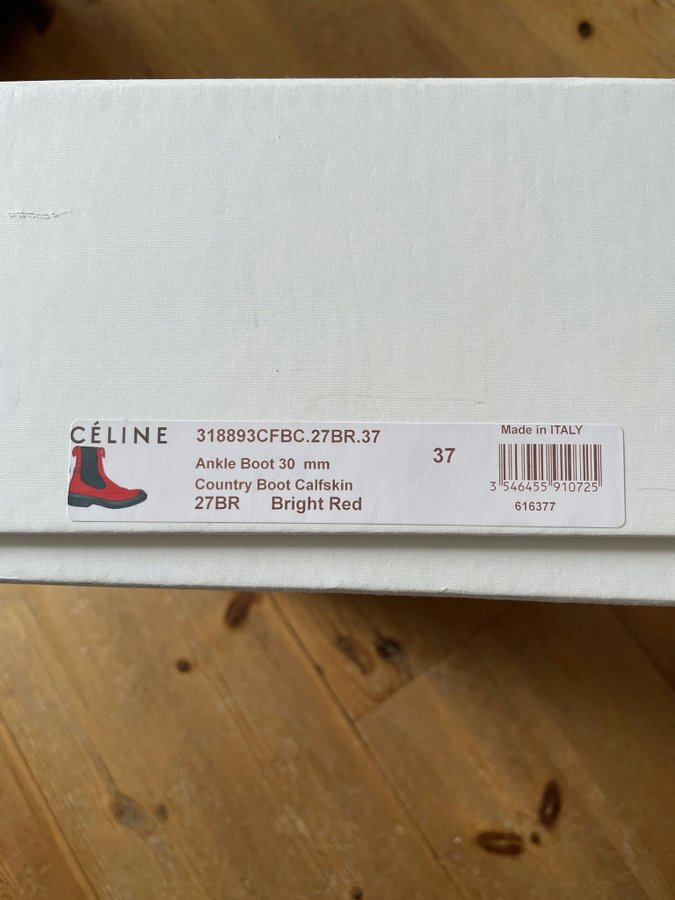 CÉLINE
318893CFBC.27BR.37
Ankle Boot 30 mm
Country Boot Calfskin
27BR Bright Red
37
Made in ITALY
3 546455 910725
616377